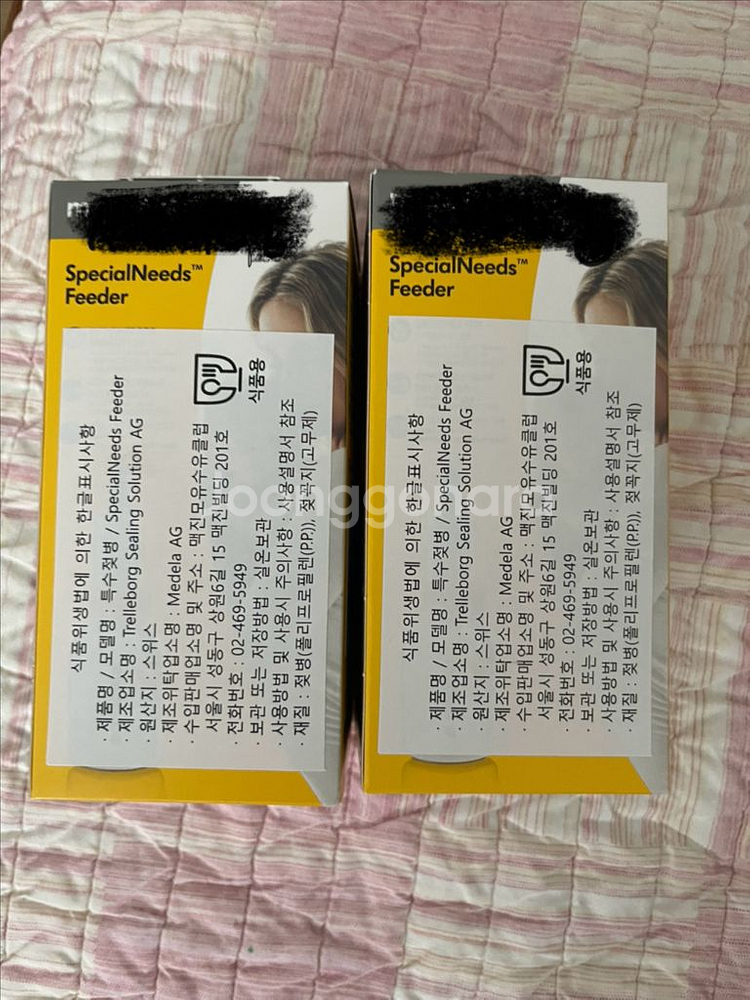 SpecialNeeds™
Feeder
식품위생법에 의한 한글표시사항
· 제품명 / 모델명 : 특수젖병 / SpecialNeeds Feeder
· 제조업소명 : Trelleborg Sealing Solution AG
· 원산지 : 스위스
· 제조위탁업소명 : Medela AG
· 수입판매업소명 및 주소 : 맥진모유수유클럽
서울시 성동구 상원6길 15 맥진빌딩 201호
· 전화번호 : 02-469-5949
· 보관 또는 저장방법 : 실온보관
· 사용방법 및 사용시 주의사항 : 사용설명서 참조
· 재질 : 젖병(폴리프로필렌(P.P.)), 젖꼭지(고무제)
식품용
SpecialNeeds™
Feeder
식품위생법에 의한 한글표시사항
· 제품명 / 모델명 : 특수젖병 / SpecialNeeds Feeder
· 제조업소명 : Trelleborg Sealing Solution AG
· 원산지 : 스위스
· 제조위탁업소명 : Medela AG
· 수입판매업소명 및 주소 : 맥진모유수유클럽
서울시 성동구 상원6길 15 맥진빌딩 201호
· 전화번호 : 02-469-5949
· 보관 또는 저장방법 : 실온보관
· 사용방법 및 사용시 주의사항 : 사용설명서 참조
· 재질 : 젖병(폴리프로필렌(P.P.)), 젖꼭지(고무제)
식품용